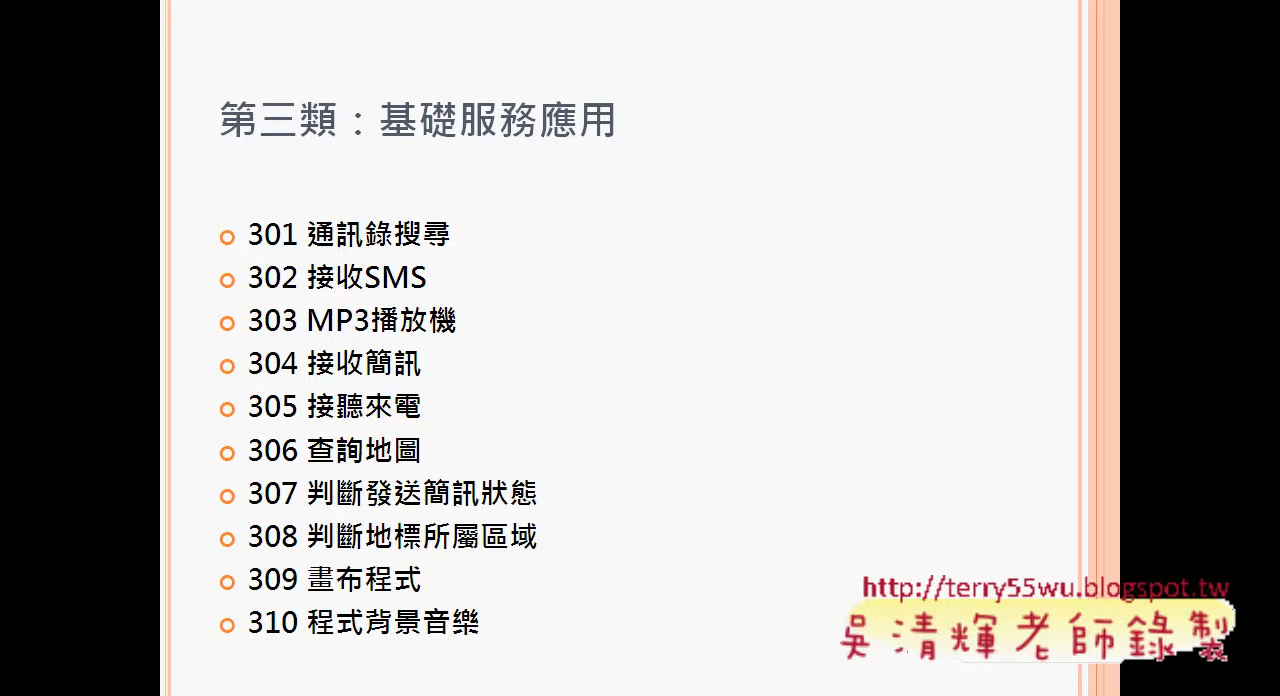 第三類：基礎服務應用
301 通訊錄搜尋
302 接收SMS
303 MP3播放機
304 接收簡訊
305 接聽來電
306 查詢地圖
307 判斷發送簡訊狀態
308 判斷地標所屬區域
309 畫布程式
310 程式背景音樂
http://terry55wu.blogspot.tw
吳清輝老師錄製